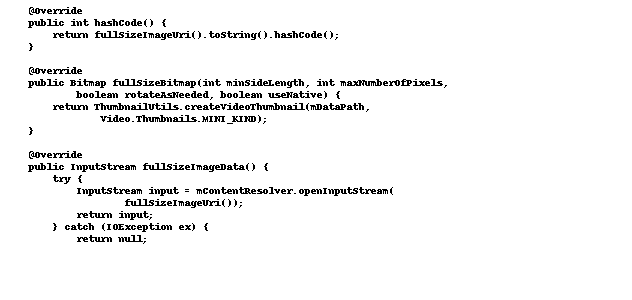 @Override
public int hashCode() {
    return fullSizeImageUri().toString().hashCode();
}

@Override
public Bitmap fullSizeBitmap(int minSideLength, int maxNumberOfPixels,
        boolean rotateAsNeeded, boolean useNative) {
    return ThumbnailUtils.createVideoThumbnail(mDataPath,
            Video.Thumbnails.MINI_KIND);
}

@Override
public InputStream fullSizeImageData() {
    try {
        InputStream input = mContentResolver.openInputStream(
                fullSizeImageUri());
        return input;
    } catch (IOException ex) {
        return null;